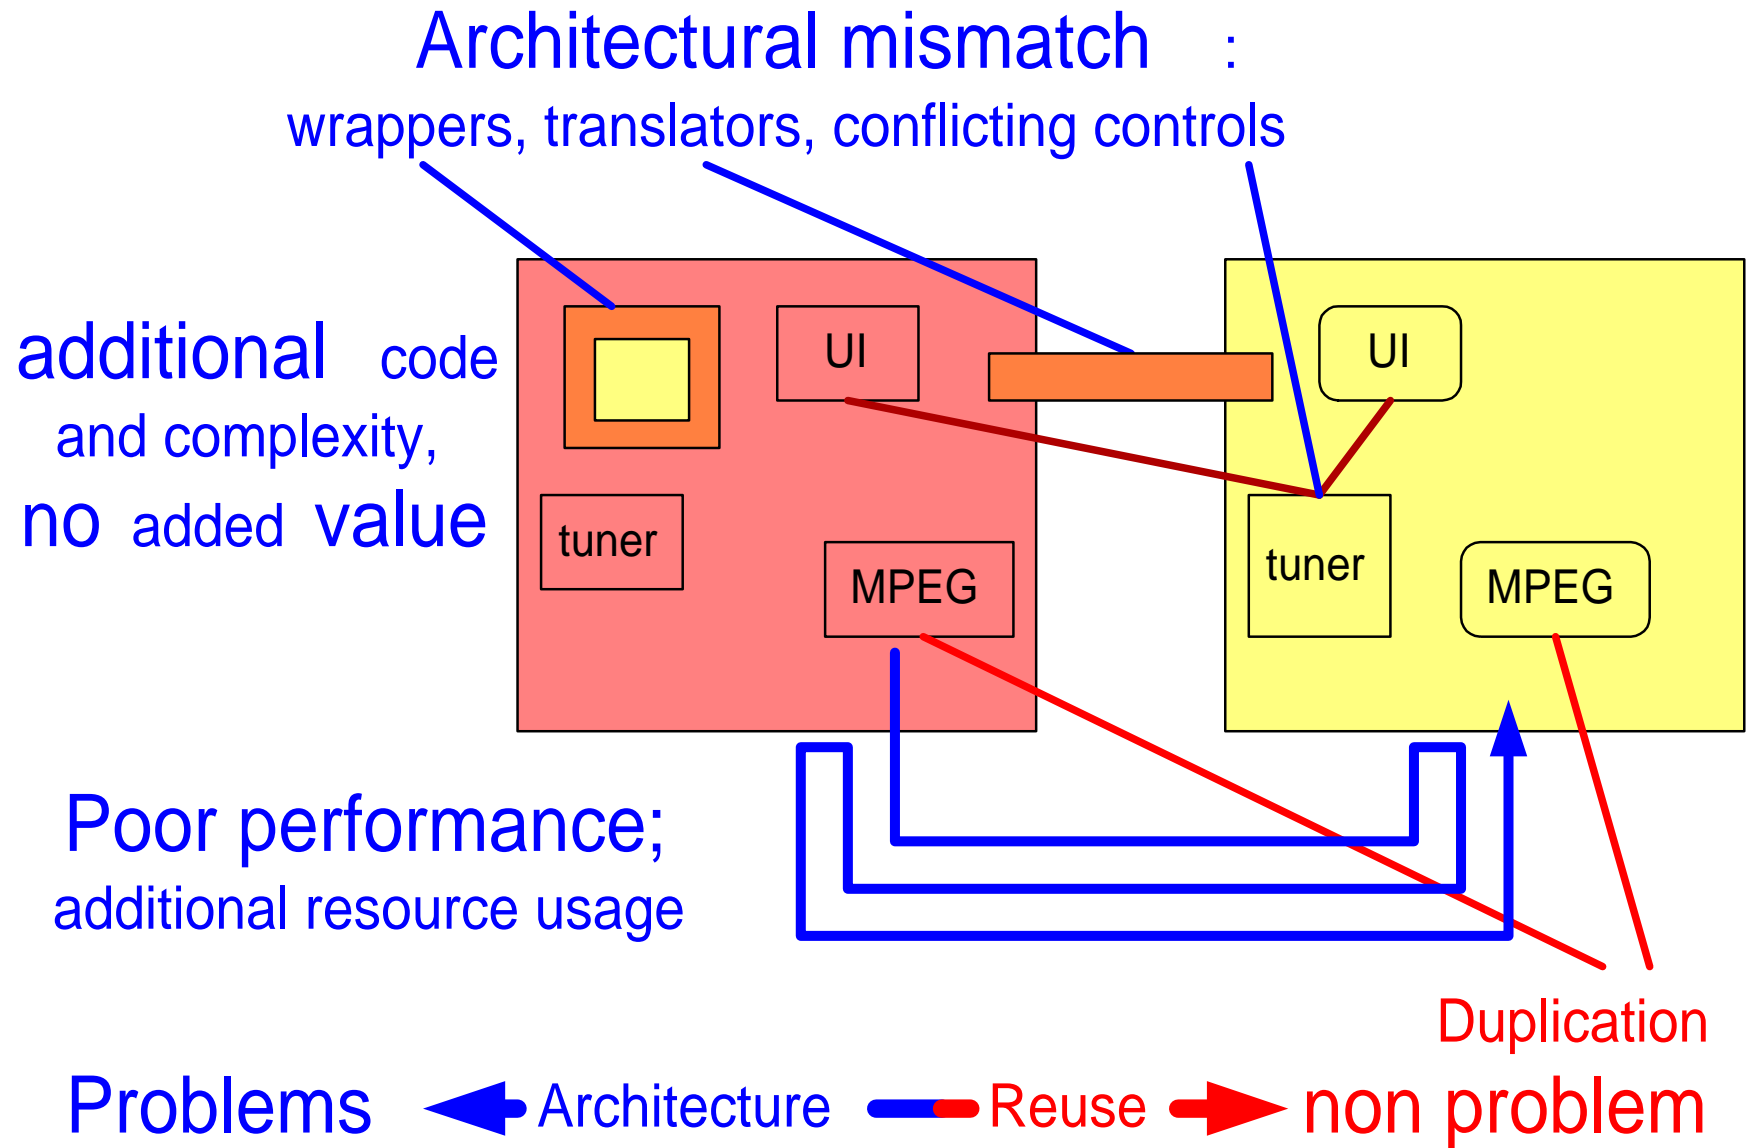 Architectural mismatch :
wrappers, translators, conflicting controls
additional code
and complexity,
no added value
UI
tuner
MPEG
UI
tuner
MPEG
Poor performance;
additional resource usage
Duplication
Problems Architecture Reuse non problem